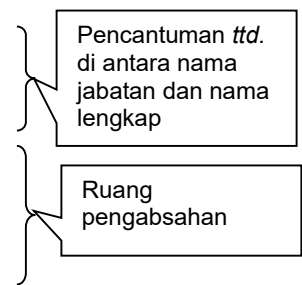 Pencantuman ttd.
di antara nama
jabatan dan nama
lengkap
Ruang
pengabsahan